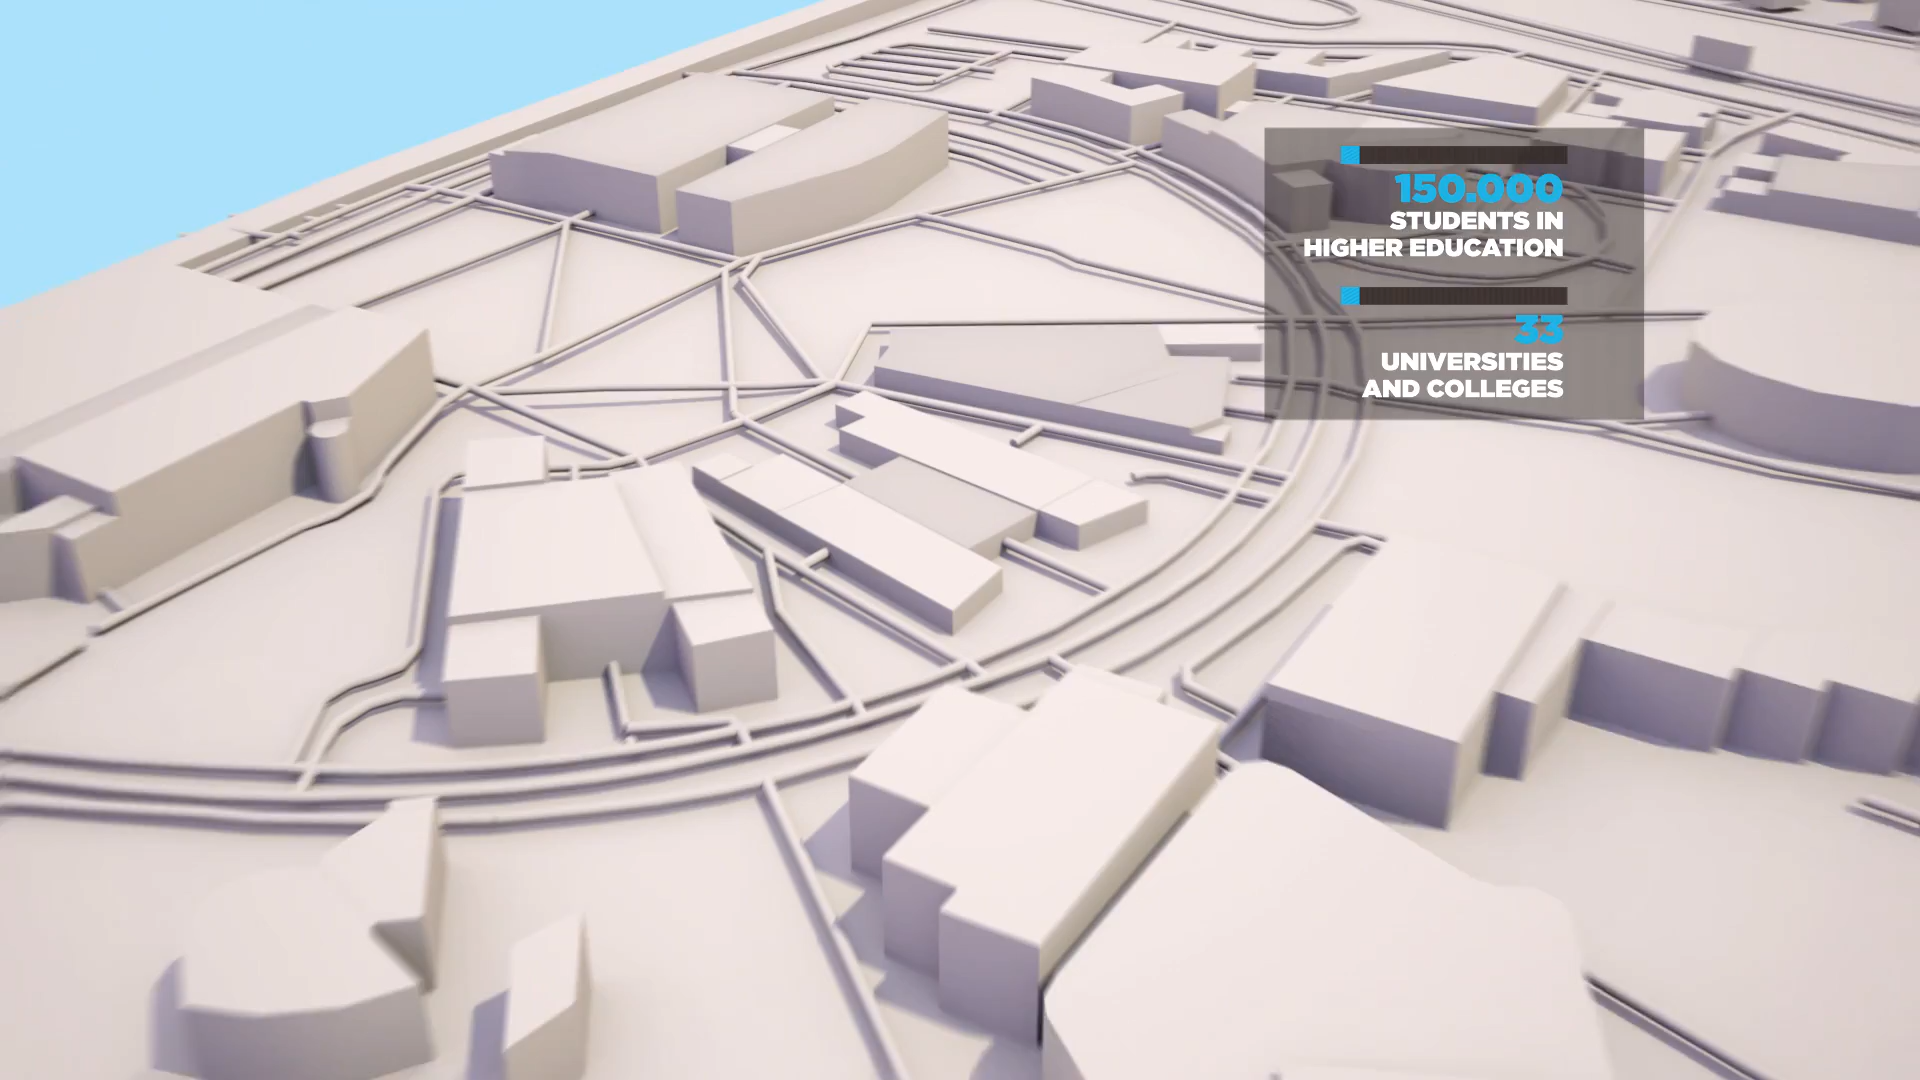 150.000
STUDENTS IN
HIGHER EDUCATION
33
UNIVERSITIES
AND COLLEGES